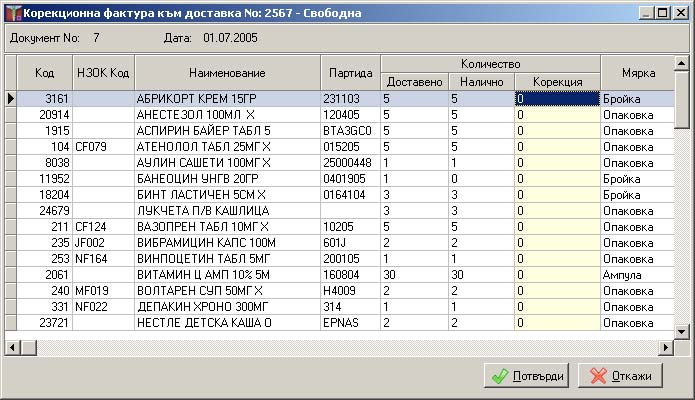 Корекционна фактура към доставка No: 2567 - Свободна
Документ No: 7 Дата: 01.07.2005
Количество
Код НЗОК Код Наименование Партида Доставено Налично Корекция Мярка
3161 АБРИКОРТ КРЕМ 15ГР 231103 5 5 0 Бройка
20914 АНЕСТЕЗОЛ 100МЛ X 120405 5 5 0 Опаковка
1915 АСПИРИН БАЙЕР ТАБЛ 5 BTA3GC0 5 5 0 Опаковка
104 CF079 АТЕНОЛОЛ ТАБЛ 25МГ X 015205 5 5 0 Опаковка
8038 АУЛИН САШЕТИ 100МГ X 25000448 1 1 0 Опаковка
11952 БАНЕОЦИН УНГВ 20ГР 0401905 1 0 0 Бройка
18204 БИНТ ЛАСТИЧЕН 5СМ X 0164104 3 3 0 Бройка
24679 ЛУКЧЕТА П/В КАШЛИЦА 3 3 0 Опаковка
211 CF124 ВАЗОПРЕН ТАБЛ 10МГ X 10205 5 5 0 Опаковка
235 JF002 ВИБРАМИЦИН КАПС 100М 601J 2 2 0 Опаковка
253 NF164 ВИНПОЦЕТИН ТАБЛ 5МГ 200105 1 1 0 Опаковка
2061 ВИТАМИН Ц АМП 10% 5М 160804 30 30 0 Ампула
240 MF019 ВОЛТАРЕН СУП 50МГ X H4009 2 2 0 Опаковка
331 NF022 ДЕПАКИН ХРОНО 300МГ 314 1 1 0 Опаковка
23721 НЕСТЛЕ ДЕТСКА КАША О EPNAS 2 2 0 Опаковка
Потвърди Откажи